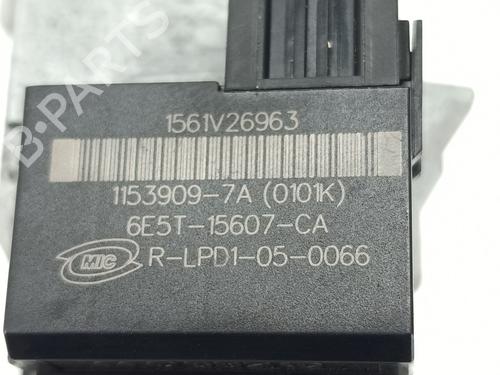 1561V26963
1153909-7A (0101K)
6E5T-15607-CA
MIC R-LPD1-05-0066
B-PARTS